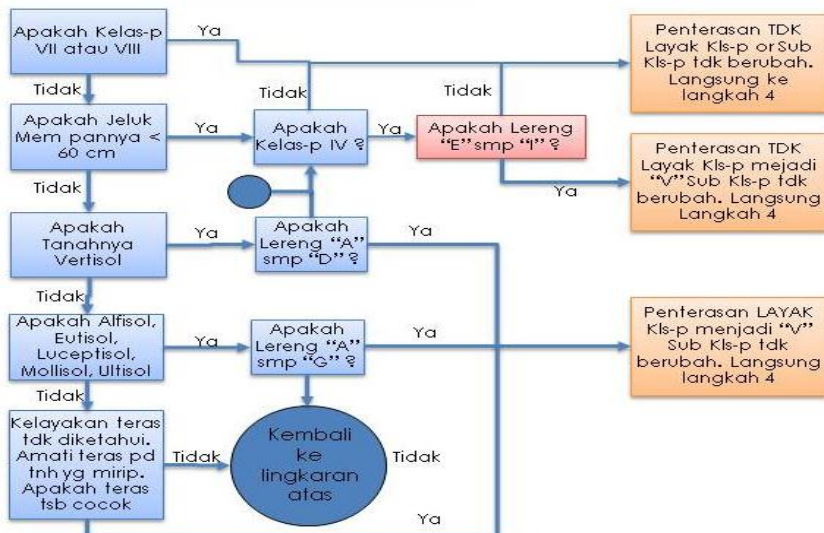 Apakah Kelas-p
VII atau VIII
Ya
Penterasan TDK
Layak Kls-p or Sub
Kls-p tdk berubah.
Langsung ke
langkah 4
Tidak
Apakah Jeluk
Mem pannya <
60 cm
Ya
Tidak
Apakah
Kelas-p IV ?
Ya
Tidak
Apakah Lereng
“E” smp “I” ?
Ya
Penterasan TDK
Layak Kls-p mejadi
“V” Sub Kls-p tdk
berubah. Langsung
Langkah 4
Tidak
Apakah
Tanahnya
Vertisol
Ya
Apakah
Lereng “A”
smp “D” ?
Ya
Tidak
Apakah Alfisol,
Eutisol,
Luceptisol,
Mollisol, Ultisol
Ya
Apakah
Lereng “A”
smp “G” ?
Ya
Penterasan LAYAK
Kls-p menjadi “V”
Sub Kls-p tdk
berubah. Langsung
langkah 4
Tidak
Kelayakan teras
tdk diketahui.
Amati teras pd
tnh yg mirip.
Apakah teras
tsb cocok
Tidak
Kembali
ke
lingkaran
atas
Tidak
Ya